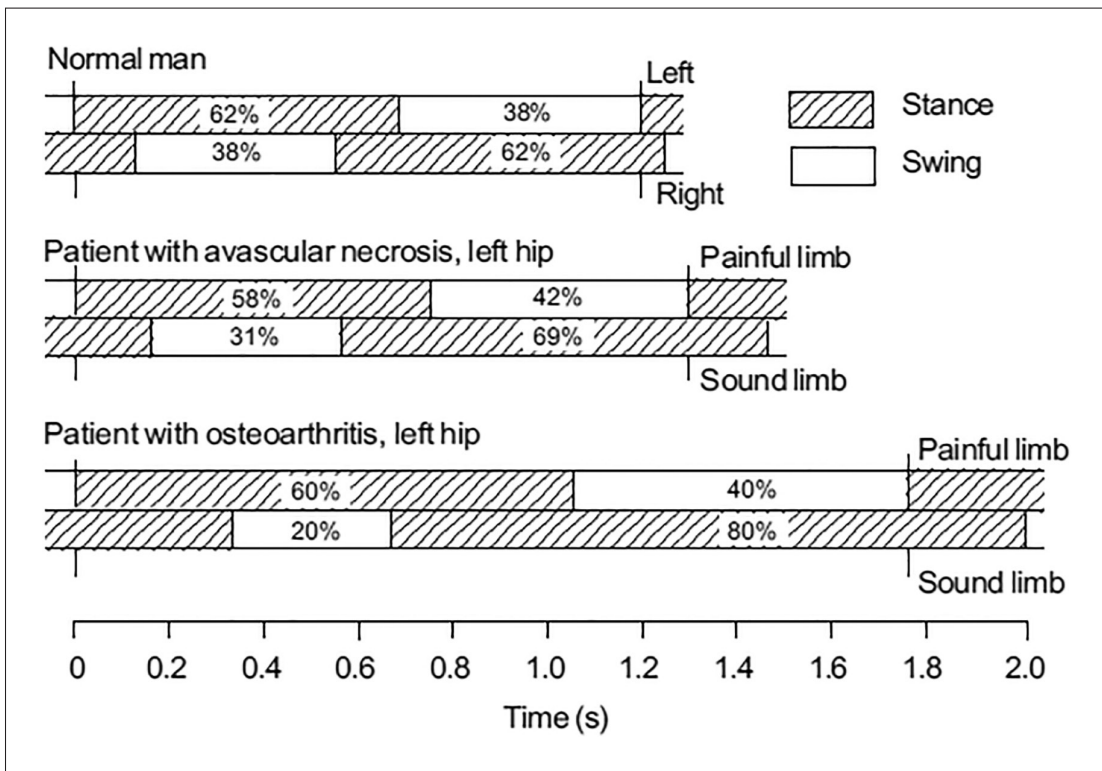 Normal man
Left
62%
38%
38%
62%
Right
Stance
Swing
Patient with avascular necrosis, left hip
Painful limb
58%
42%
31%
69%
Sound limb
Patient with osteoarthritis, left hip
Painful limb
60%
40%
20%
80%
Sound limb
0 0.2 0.4 0.6 0.8 1.0 1.2 1.4 1.6 1.8 2.0
Time (s)